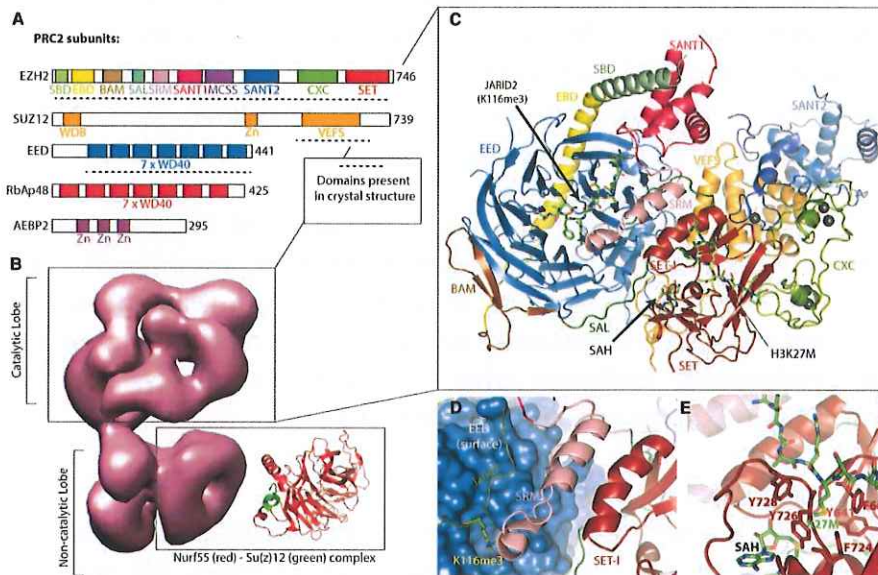 A
PRC2 subunits:
EZH2
746
SBD EBD BAM SAL SRM SANT1 MCSS SANT2 CXC SET
SUZ12
739
WDB Zn VEFS
EED
441
7 x WD40
RbAp48
425
7 x WD40
AEBP2
295
Zn Zn Zn
Domains present
in crystal structure
B
Catalytic Lobe
Non-catalytic Lobe
Nurf55 (red) - Su(z)12 (green) complex
C
SANT1
SBD
JARID2
(K116me3)
EBD
SANT2
EED
VEFS
SRM
SET-I
CXC
BAM
SAL
SAH
H3K27M
SET
D
EED
(surface)
SRM
K116me3
SET-I
E
Y728
Y726
K27M
F724
SAH